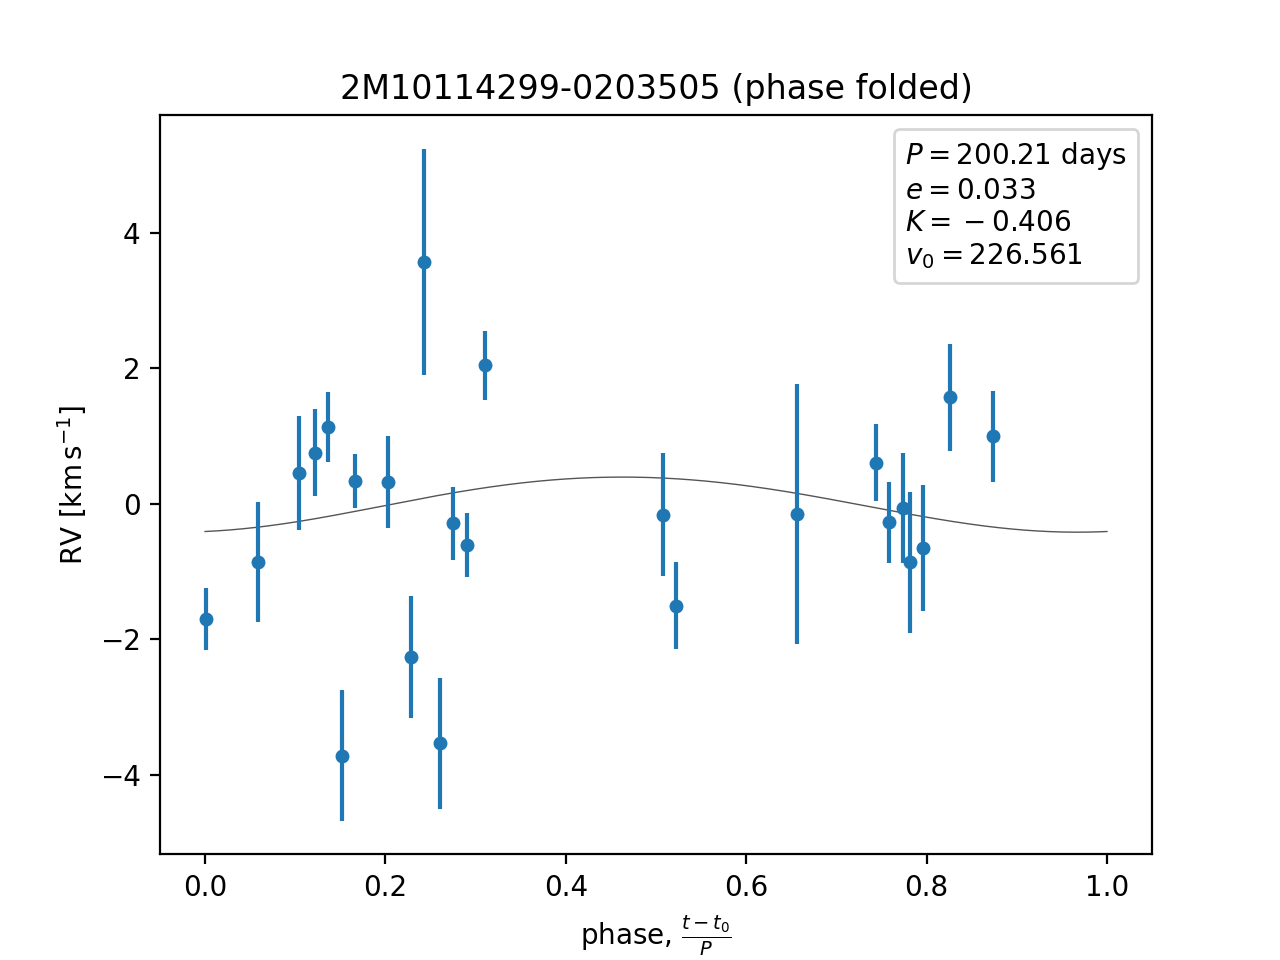 2M10114299-0203505 (phase folded)
P = 200.21 days
e = 0.033
K = −0.406
v₀ = 226.561
RV [km s⁻¹]
4
2
0
−2
−4
0.0 0.2 0.4 0.6 0.8 1.0
phase, (t − t₀)/P